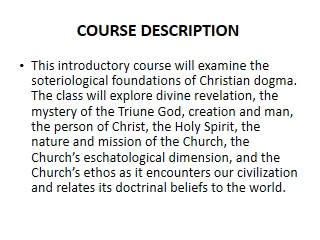 COURSE DESCRIPTION
• This introductory course will examine the
soteriological foundations of Christian dogma.
The class will explore divine revelation, the
mystery of the Triune God, creation and man,
the person of Christ, the Holy Spirit, the
nature and mission of the Church, the
Church's eschatological dimension, and the
Church's ethos as it encounters our civilization
and relates its doctrinal beliefs to the world.